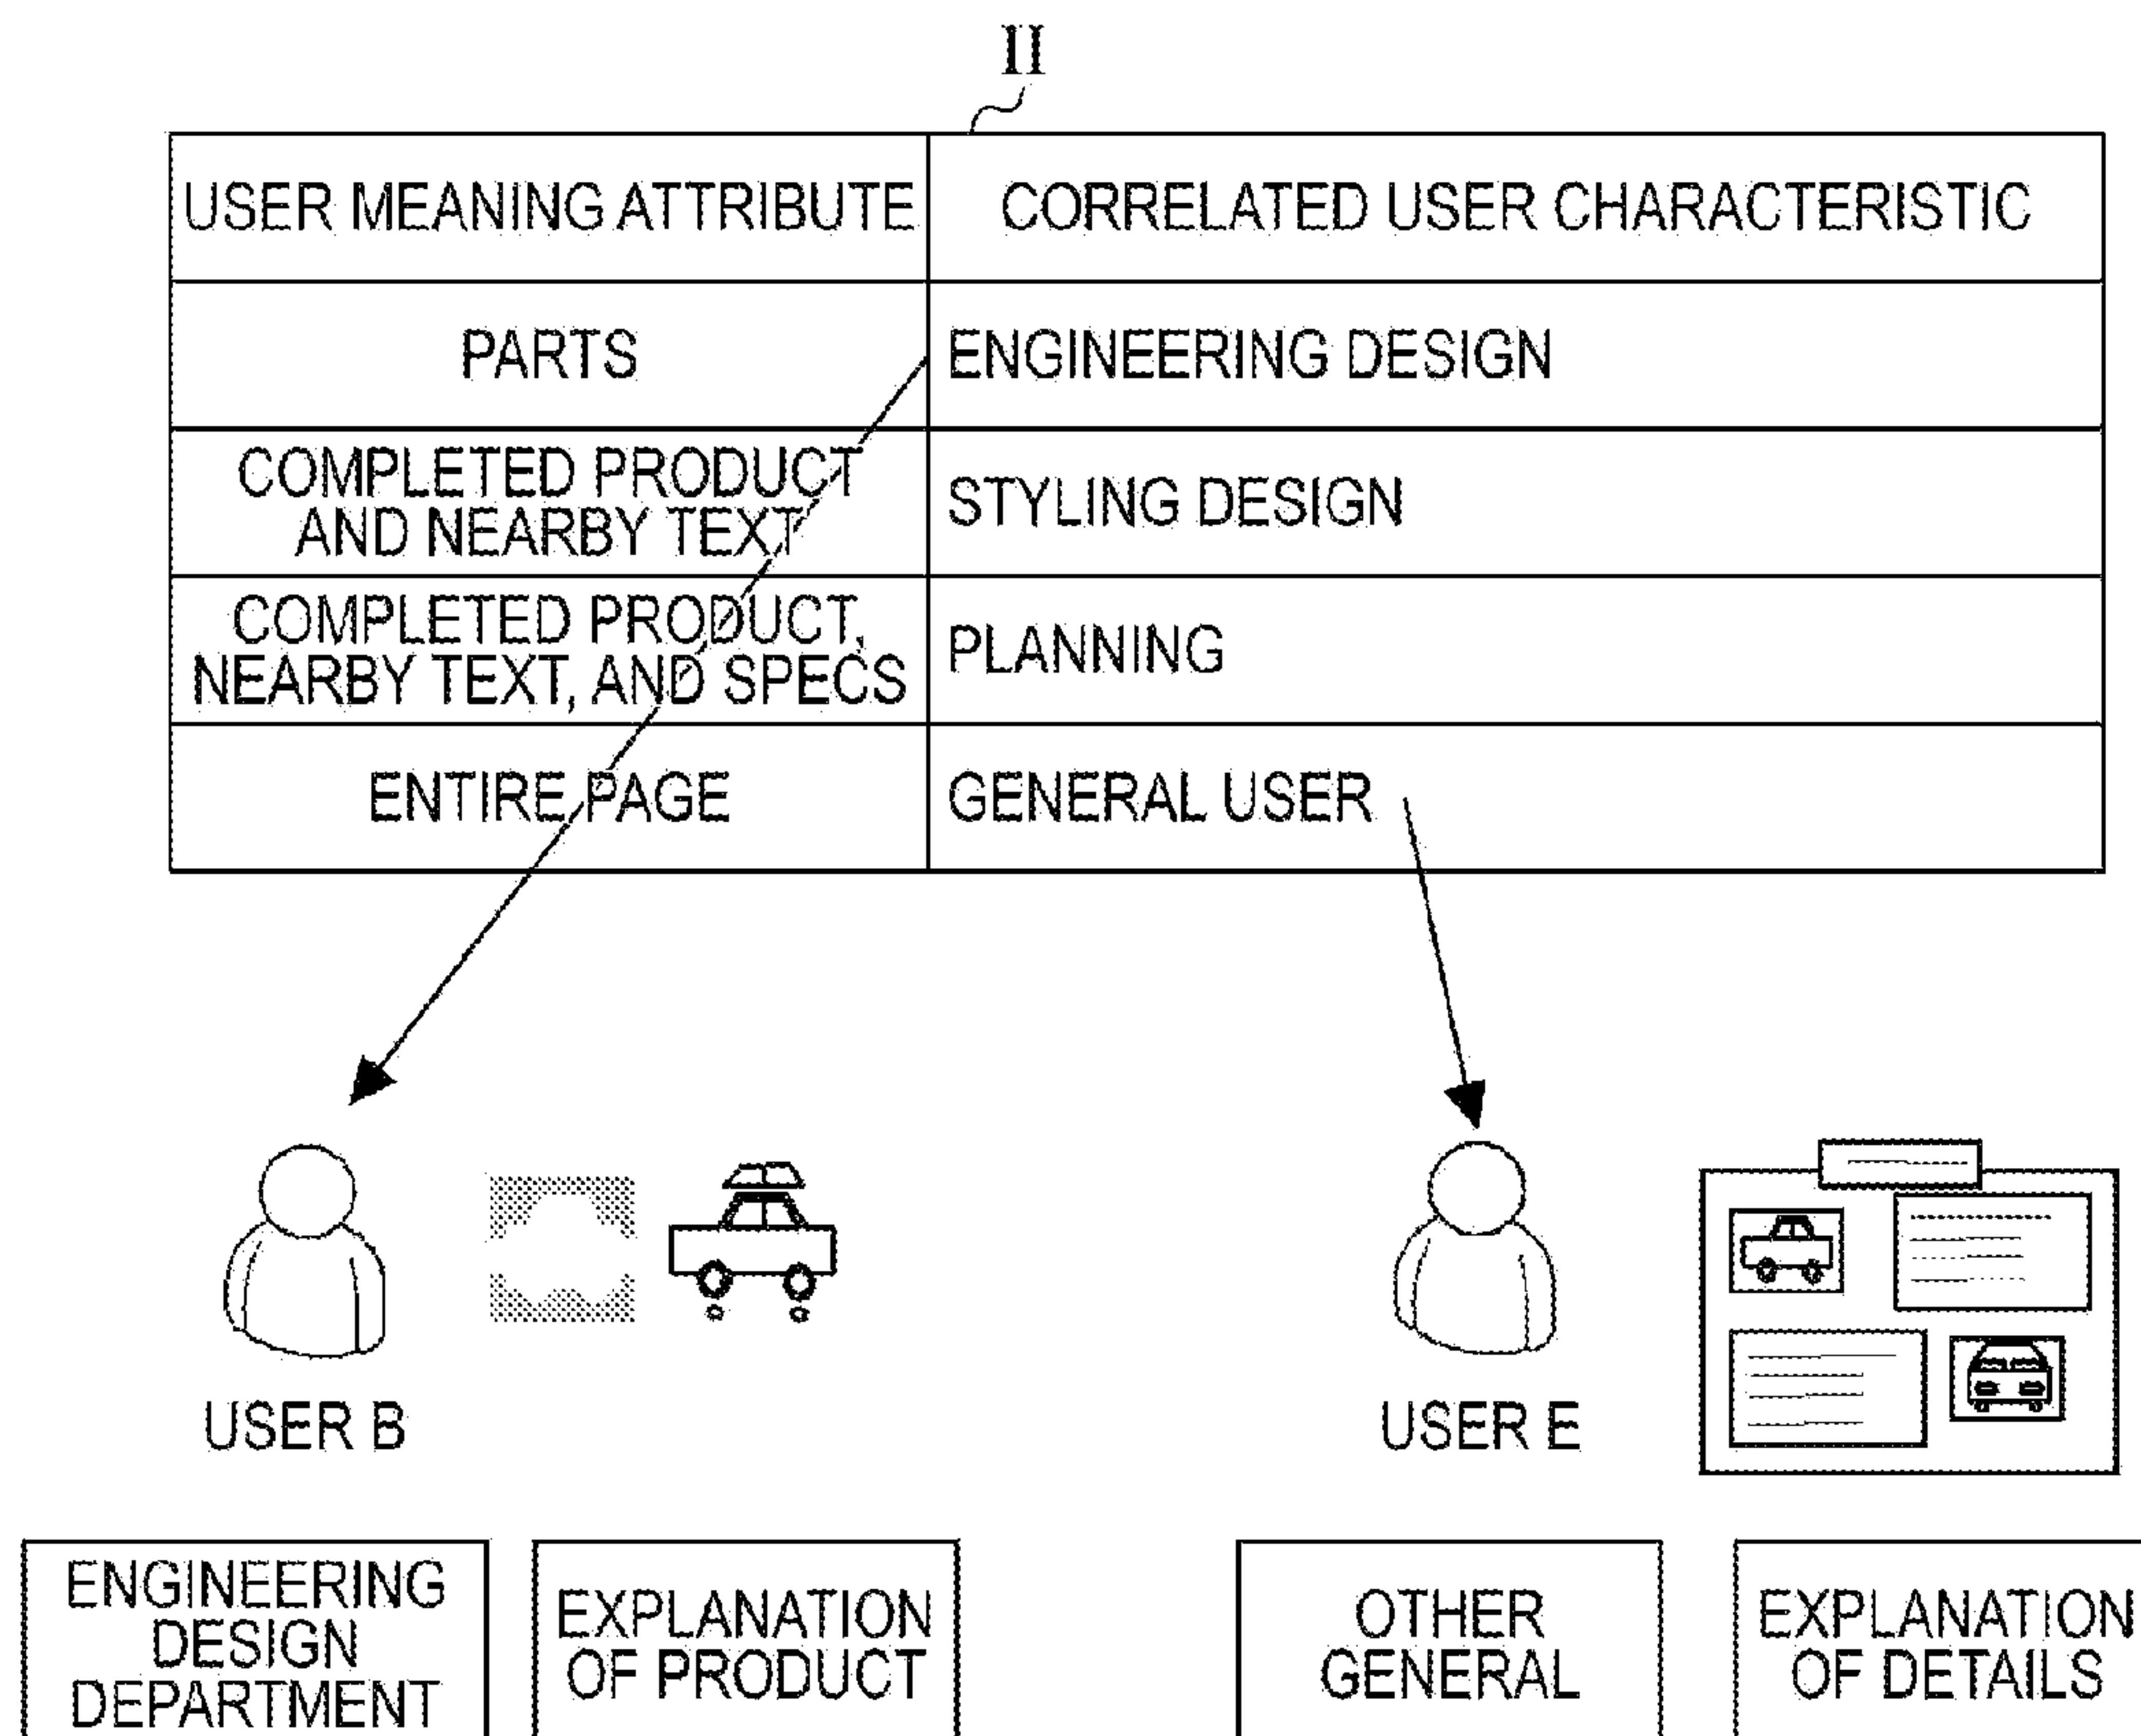 II
USER MEANING ATTRIBUTE
CORRELATED USER CHARACTERISTIC
PARTS
ENGINEERING DESIGN
COMPLETED PRODUCT
AND NEARBY TEXT
STYLING DESIGN
COMPLETED PRODUCT,
NEARBY TEXT, AND SPECS
PLANNING
ENTIRE PAGE
GENERAL USER
USER B
USER E
ENGINEERING
DESIGN
DEPARTMENT
EXPLANATION
OF PRODUCT
OTHER
GENERAL
EXPLANATION
OF DETAILS